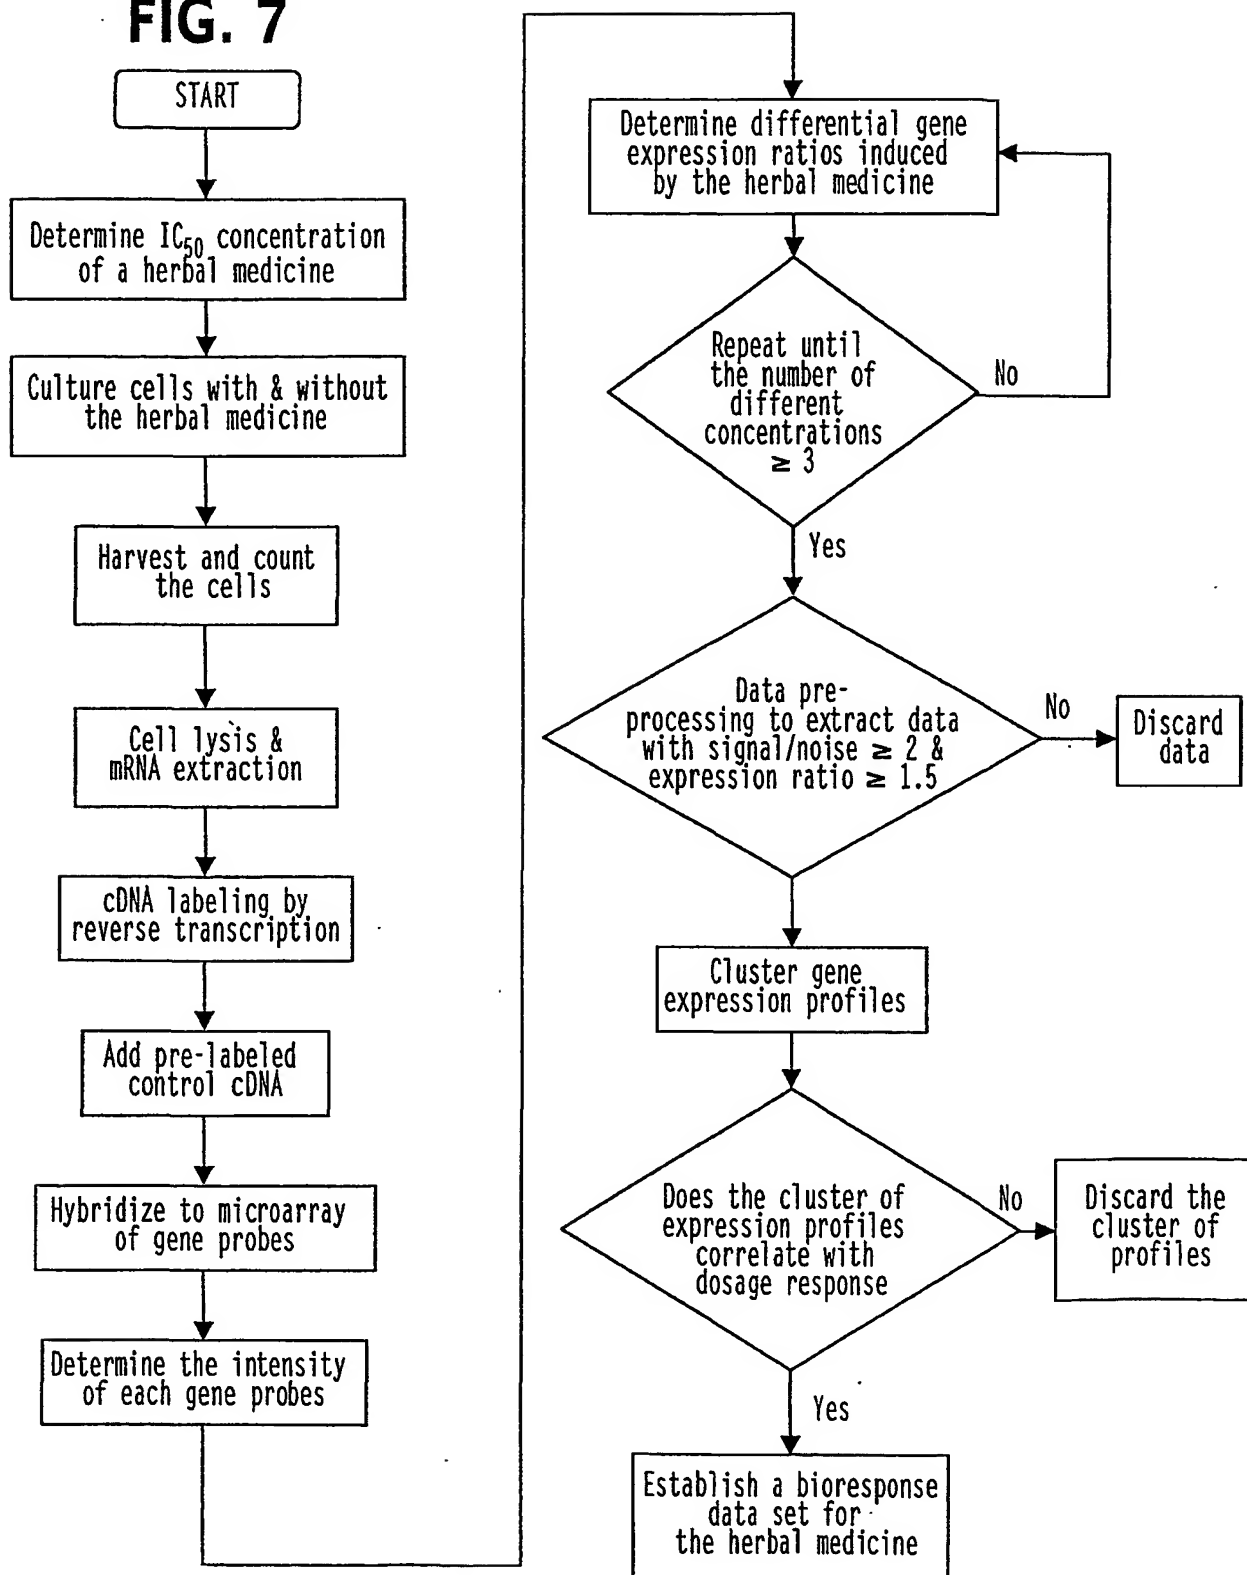 FIG. 7
START
Determine IC50 concentration
of a herbal medicine
Culture cells with & without
the herbal medicine
Harvest and count
the cells
Cell lysis &
mRNA extraction
cDNA labeling by
reverse transcription
Add pre-labeled
control cDNA
Hybridize to microarray
of gene probes
Determine the intensity
of each gene probes
Determine differential gene
expression ratios induced
by the herbal medicine
Repeat until
the number of
different
concentrations
≥ 3
No
Yes
Data pre-
processing to extract data
with signal/noise ≥ 2 &
expression ratio ≥ 1.5
No
Discard
data
Cluster gene
expression profiles
Does the cluster of
expression profiles
correlate with
dosage response
No
Discard the
cluster of
profiles
Yes
Establish a bioresponse
data set for
the herbal medicine